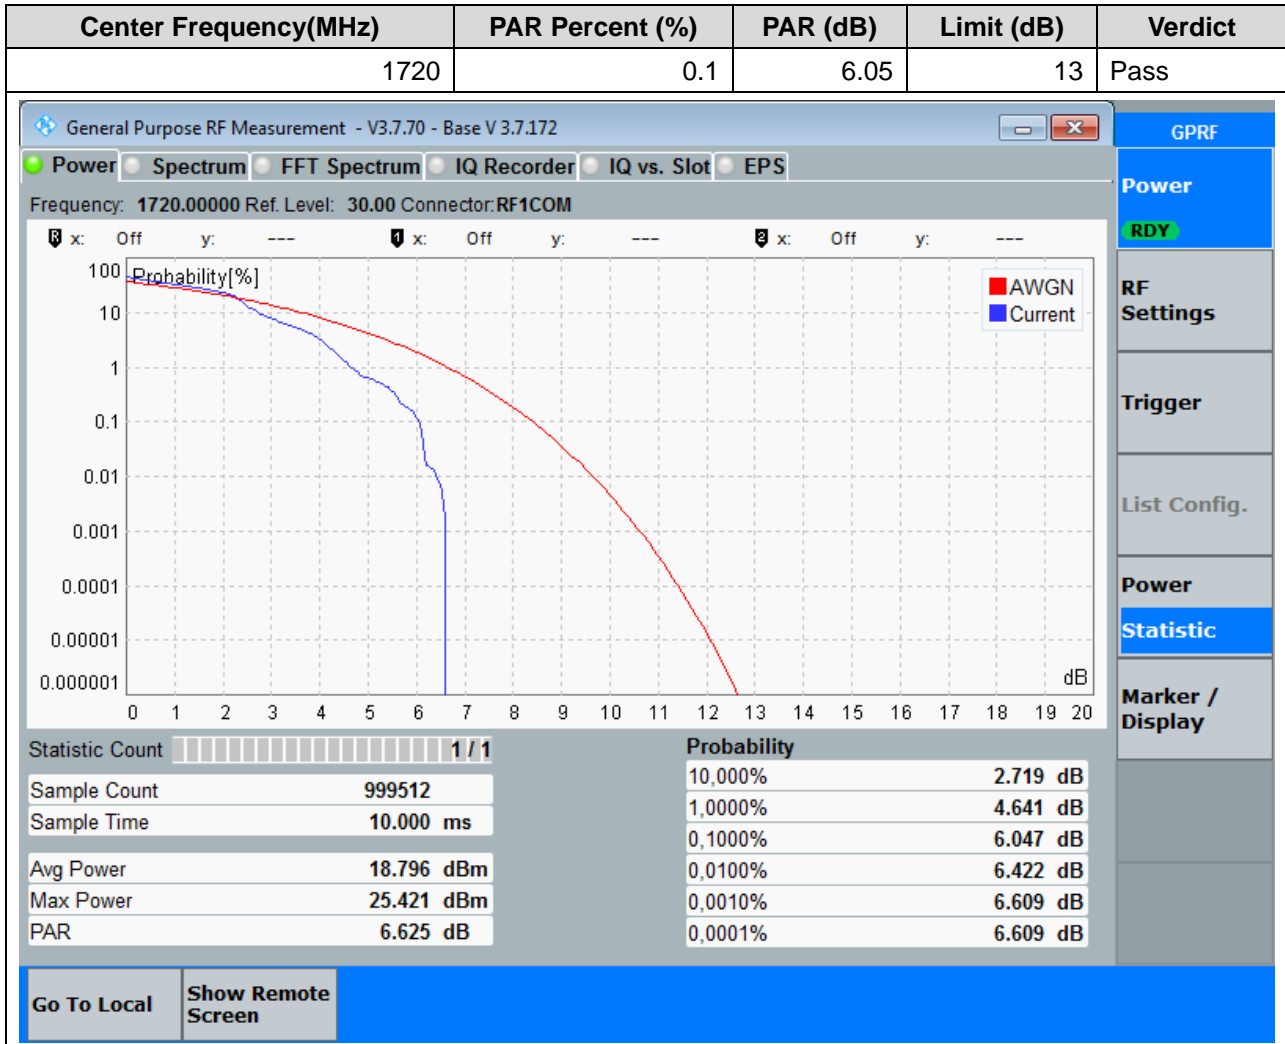 Center Frequency(MHz) PAR Percent (%) PAR (dB) Limit (dB) Verdict
1720 0.1 6.05 13 Pass
General Purpose RF Measurement - V3.7.70 - Base V 3.7.172
GPRF
Power Spectrum FFT Spectrum IQ Recorder IQ vs. Slot EPS
Frequency: 1720.00000 Ref. Level: 30.00 Connector: RF1COM
R x: Off y: --- 1 x: Off y: --- 2 x: Off y: ---
Probability[%]
100
10
1
0.1
0.01
0.001
0.0001
0.00001
0.000001
AWGN
Current
dB
0 1 2 3 4 5 6 7 8 9 10 11 12 13 14 15 16 17 18 19 20
Statistic Count 1 / 1
Sample Count 999512
Sample Time 10.000 ms
Avg Power 18.796 dBm
Max Power 25.421 dBm
PAR 6.625 dB
Probability
10,000% 2.719 dB
1,0000% 4.641 dB
0,1000% 6.047 dB
0,0100% 6.422 dB
0,0010% 6.609 dB
0,0001% 6.609 dB
Power
RDY
RF
Settings
Trigger
List Config.
Power
Statistic
Marker /
Display
Go To Local
Show Remote
Screen